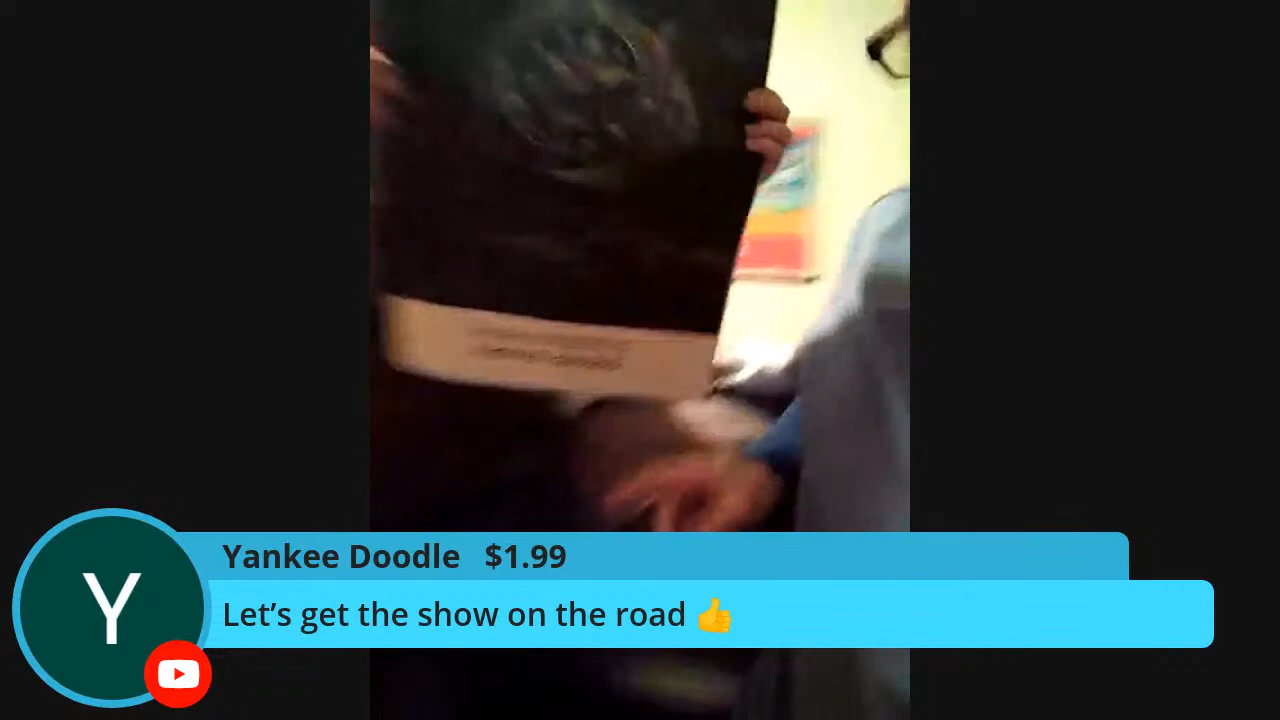 Yankee Doodle $1.99
Let’s get the show on the road 👍
Y